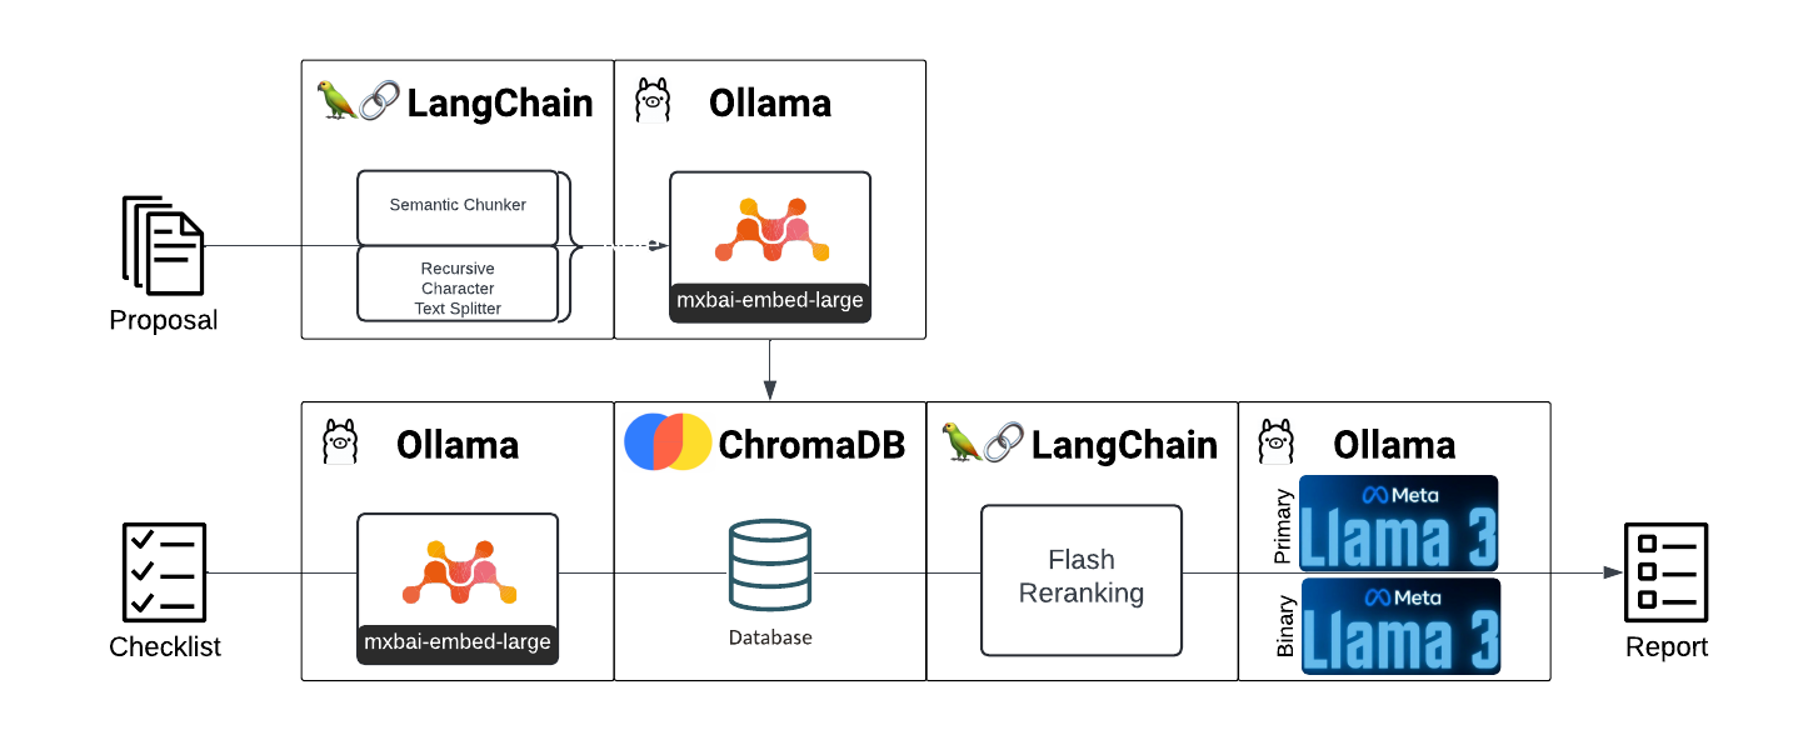 LangChain
Ollama
Semantic Chunker
Recursive
Character
Text Splitter
mxbai-embed-large
Proposal
Ollama
ChromaDB
LangChain
Ollama
Primary
Meta
Llama 3
Flash
Reranking
Binary
Meta
Llama 3
mxbai-embed-large
Database
Checklist
Report